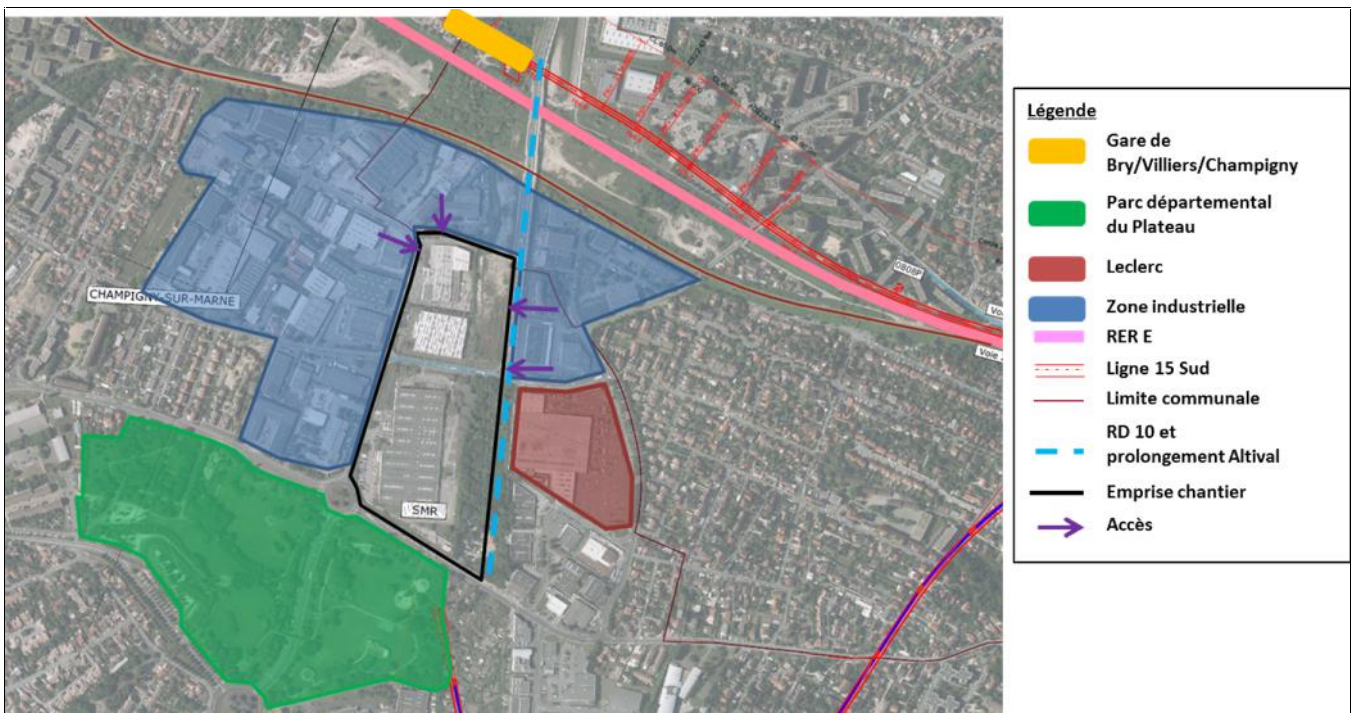 CHAMPIGNY-SUR-MARNE
SMR
0808P
Légende
Gare de
Bry/Villiers/Champigny
Parc départemental
du Plateau
Leclerc
Zone industrielle
RER E
Ligne 15 Sud
Limite communale
RD 10 et
prolongement Altival
Emprise chantier
Accès